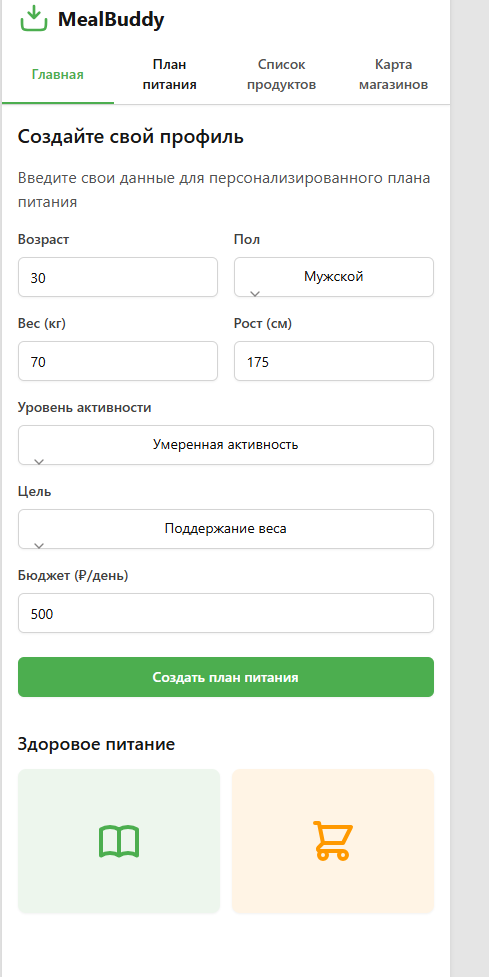 MealBuddy
Главная
План
питания
Список
продуктов
Карта
магазинов
Создайте свой профиль
Введите свои данные для персонализированного плана
питания
Возраст
Пол
30
Мужской
Вес (кг)
Рост (см)
70
175
Уровень активности
Умеренная активность
Цель
Поддержание веса
Бюджет (₽/день)
500
Создать план питания
Здоровое питание